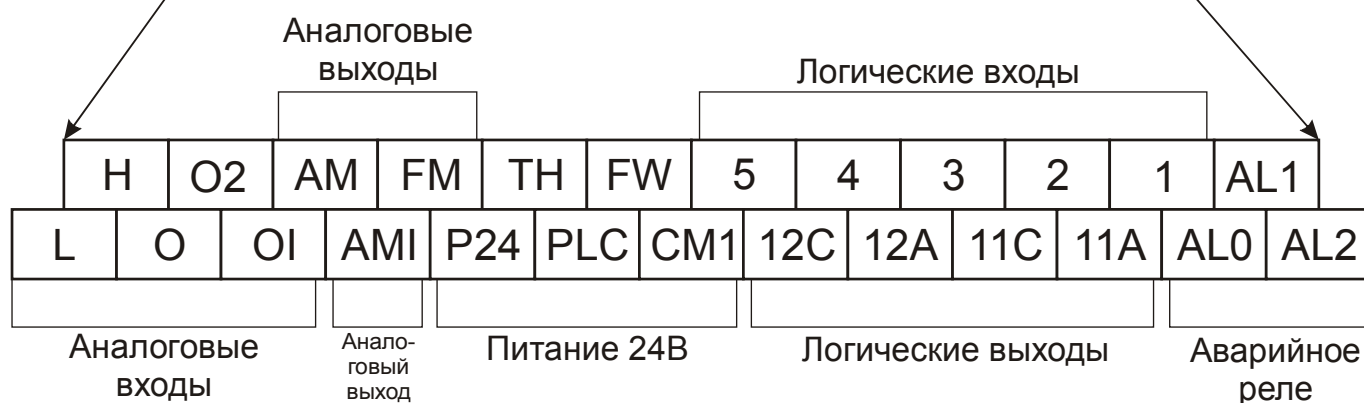 Аналоговые
выходы
Логические входы
H O2 AM FM TH FW 5 4 3 2 1 AL1
L O OI AMI P24 PLC CM1 12C 12A 11C 11A AL0 AL2
Аналоговые
входы
Анало-
говый
выход
Питание 24В
Логические выходы
Аварийное
реле